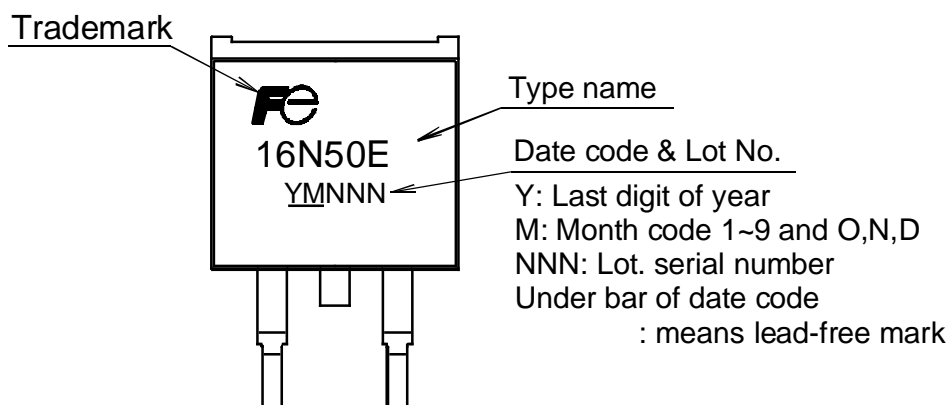 Trademark
Fe
Type name
16N50E
Date code & Lot No.
YMNNN
Y: Last digit of year
M: Month code 1~9 and O,N,D
NNN: Lot. serial number
Under bar of date code
: means lead-free mark